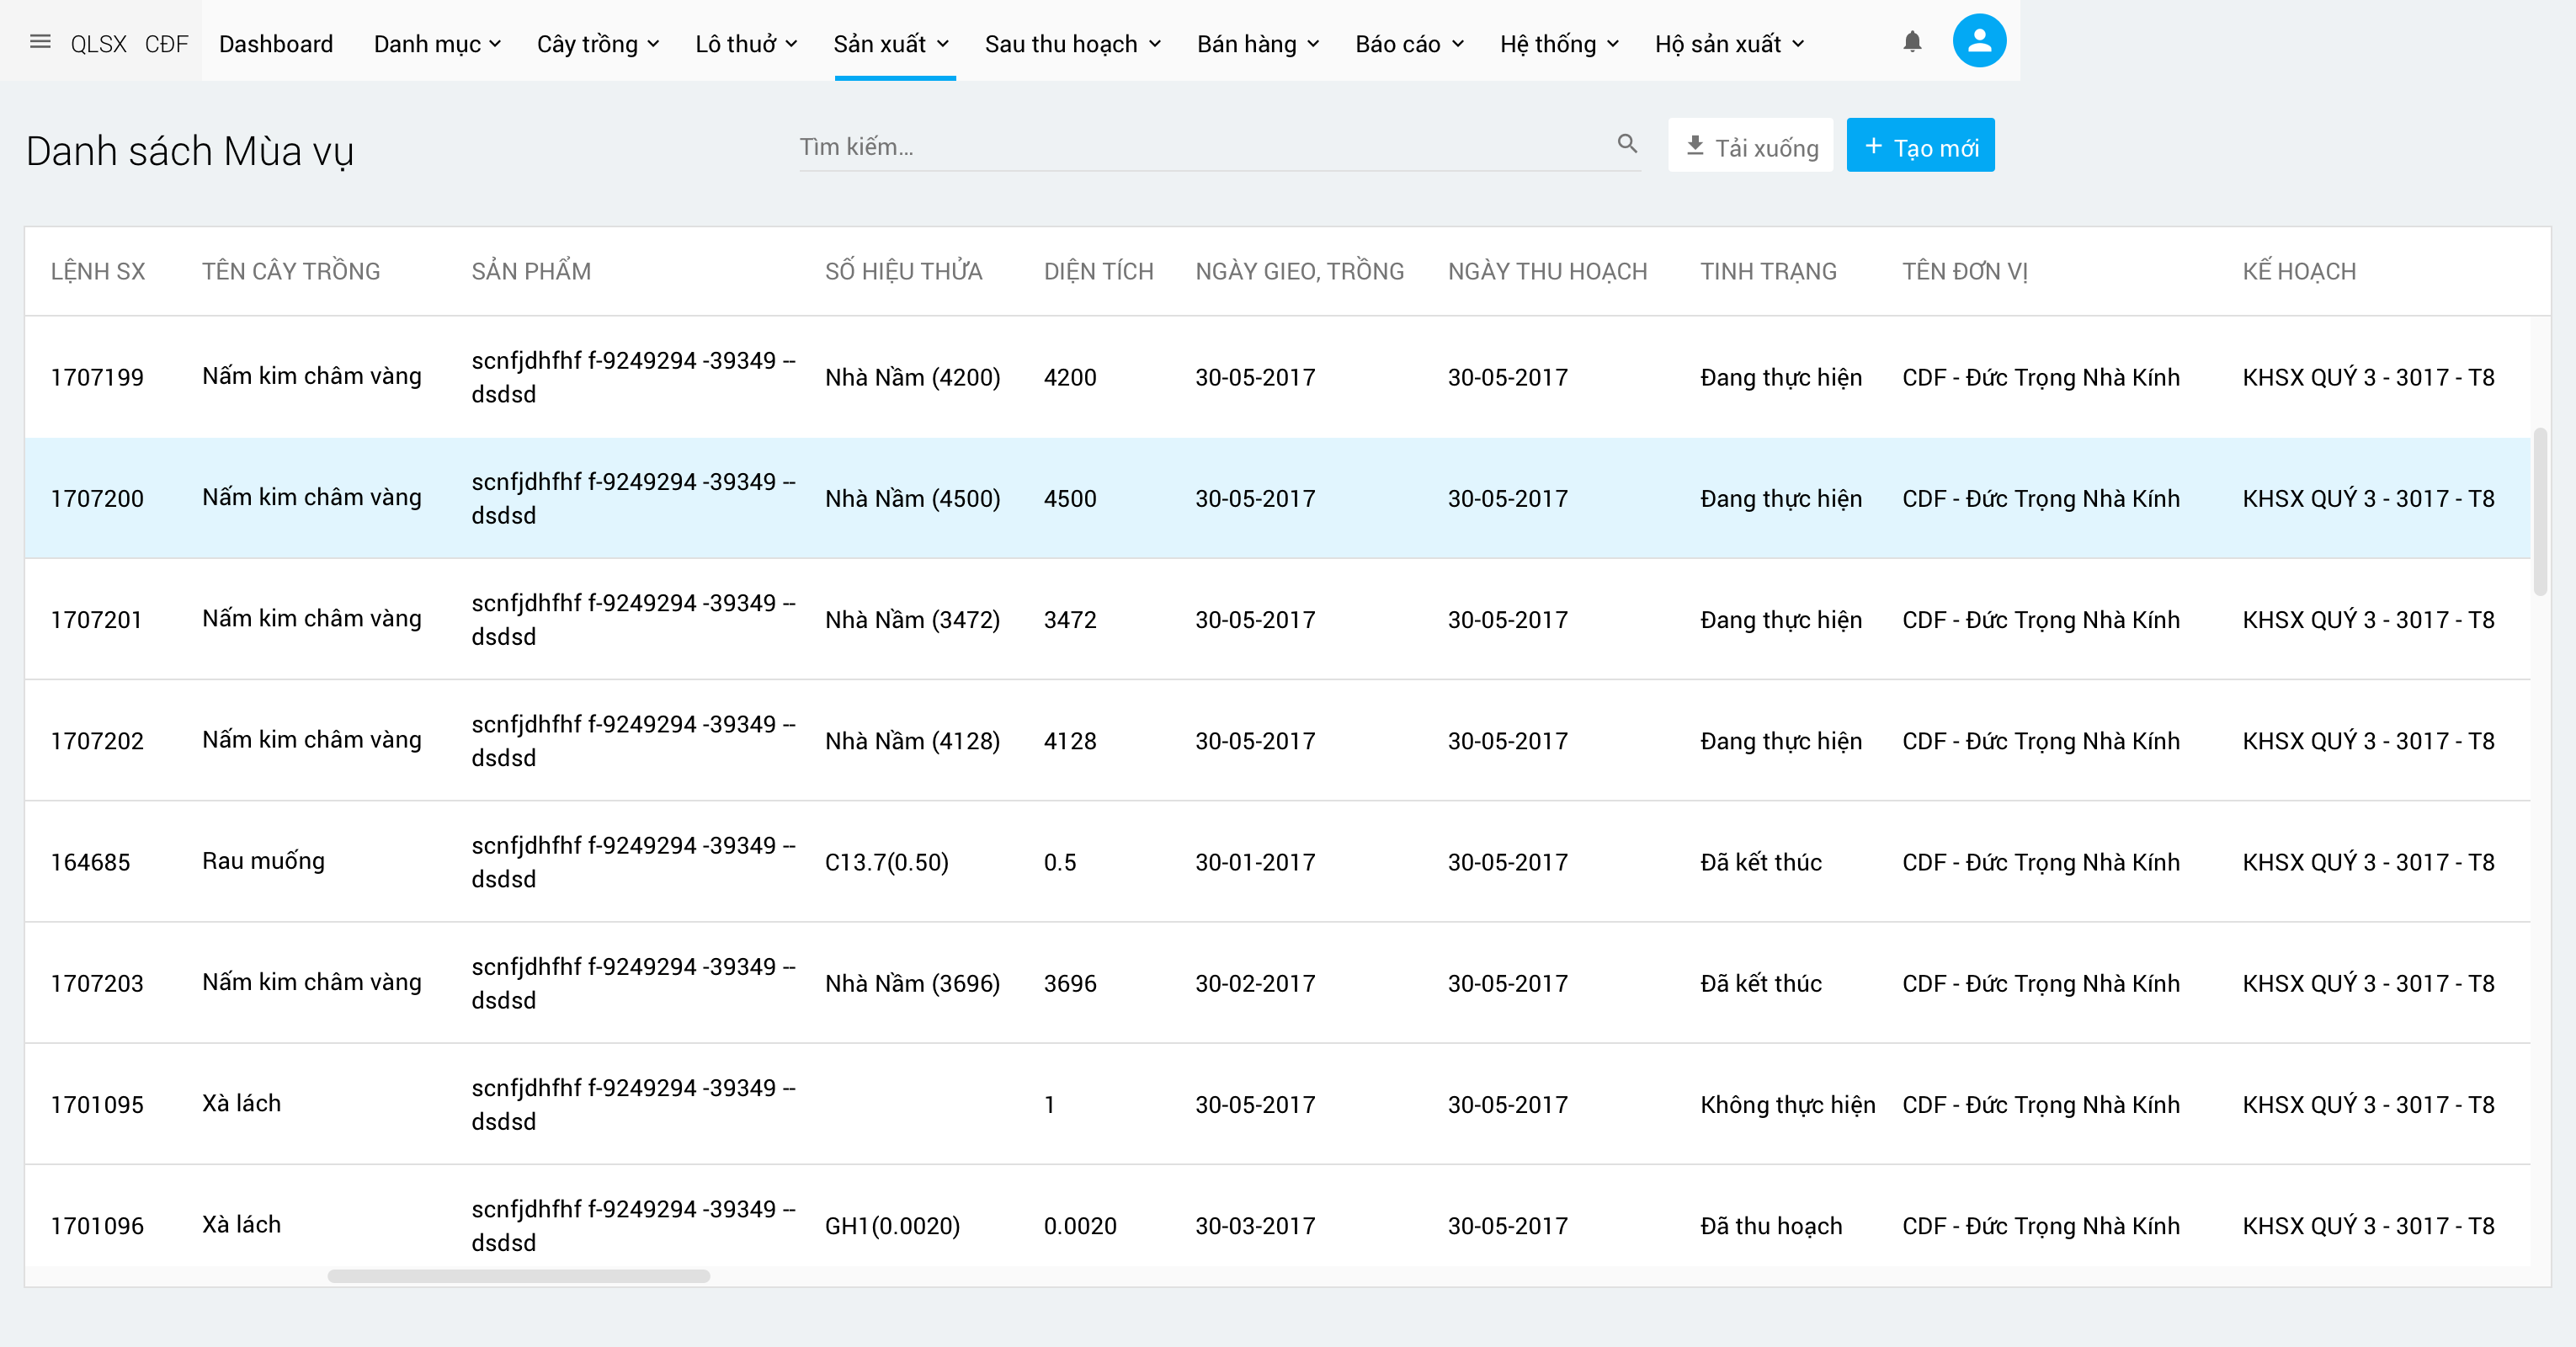 QLSX CĐF Dashboard Danh mục Cây trồng Lô thuở Sản xuất Sau thu hoạch Bán hàng Báo cáo Hệ thống Hộ sản xuất
Danh sách Mùa vụ Tìm kiếm... Tải xuống + Tạo mới
LỆNH SX TÊN CÂY TRỒNG SẢN PHẨM SỐ HIỆU THỬA DIỆN TÍCH NGÀY GIEO, TRỒNG NGÀY THU HOẠCH TINH TRẠNG TÊN ĐƠN VỊ KẾ HOẠCH
1707199 Nấm kim châm vàng scnfjdhfhf f-9249294 -39349 -- Nhà Nầm (4200) 4200 30-05-2017 30-05-2017 Đang thực hiện CDF - Đức Trọng Nhà Kính KHSX QUÝ 3 - 3017 - T8
dsdsd
1707200 Nấm kim châm vàng scnfjdhfhf f-9249294 -39349 -- Nhà Nầm (4500) 4500 30-05-2017 30-05-2017 Đang thực hiện CDF - Đức Trọng Nhà Kính KHSX QUÝ 3 - 3017 - T8
dsdsd
1707201 Nấm kim châm vàng scnfjdhfhf f-9249294 -39349 -- Nhà Nầm (3472) 3472 30-05-2017 30-05-2017 Đang thực hiện CDF - Đức Trọng Nhà Kính KHSX QUÝ 3 - 3017 - T8
dsdsd
1707202 Nấm kim châm vàng scnfjdhfhf f-9249294 -39349 -- Nhà Nầm (4128) 4128 30-05-2017 30-05-2017 Đang thực hiện CDF - Đức Trọng Nhà Kính KHSX QUÝ 3 - 3017 - T8
dsdsd
164685 Rau muống scnfjdhfhf f-9249294 -39349 -- C13.7(0.50) 0.5 30-01-2017 30-05-2017 Đã kết thúc CDF - Đức Trọng Nhà Kính KHSX QUÝ 3 - 3017 - T8
dsdsd
1707203 Nấm kim châm vàng scnfjdhfhf f-9249294 -39349 -- Nhà Nầm (3696) 3696 30-02-2017 30-05-2017 Đã kết thúc CDF - Đức Trọng Nhà Kính KHSX QUÝ 3 - 3017 - T8
dsdsd
1701095 Xà lách scnfjdhfhf f-9249294 -39349 -- 1 30-05-2017 30-05-2017 Không thực hiện CDF - Đức Trọng Nhà Kính KHSX QUÝ 3 - 3017 - T8
dsdsd
1701096 Xà lách scnfjdhfhf f-9249294 -39349 -- GH1(0.0020) 0.0020 30-03-2017 30-05-2017 Đã thu hoạch CDF - Đức Trọng Nhà Kính KHSX QUÝ 3 - 3017 - T8
dsdsd